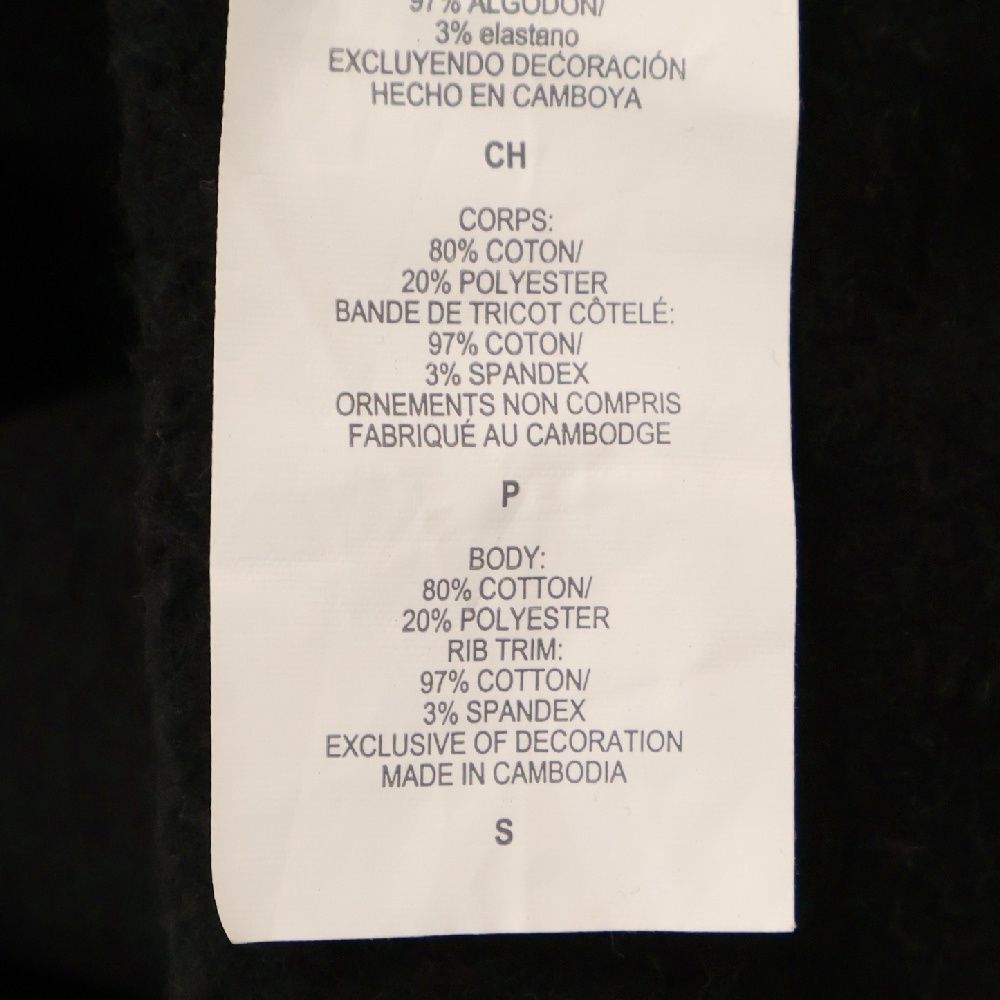 97% ALGODÓN/
3% elastano
EXCLUYENDO DECORACIÓN
HECHO EN CAMBOYA
CH
CORPS:
80% COTON/
20% POLYESTER
BANDE DE TRICOT CÔTELÉ:
97% COTON/
3% SPANDEX
ORNEMENTS NON COMPRIS
FABRIQUÉ AU CAMBODGE
P
BODY:
80% COTTON/
20% POLYESTER
RIB TRIM:
97% COTTON/
3% SPANDEX
EXCLUSIVE OF DECORATION
MADE IN CAMBODIA
S